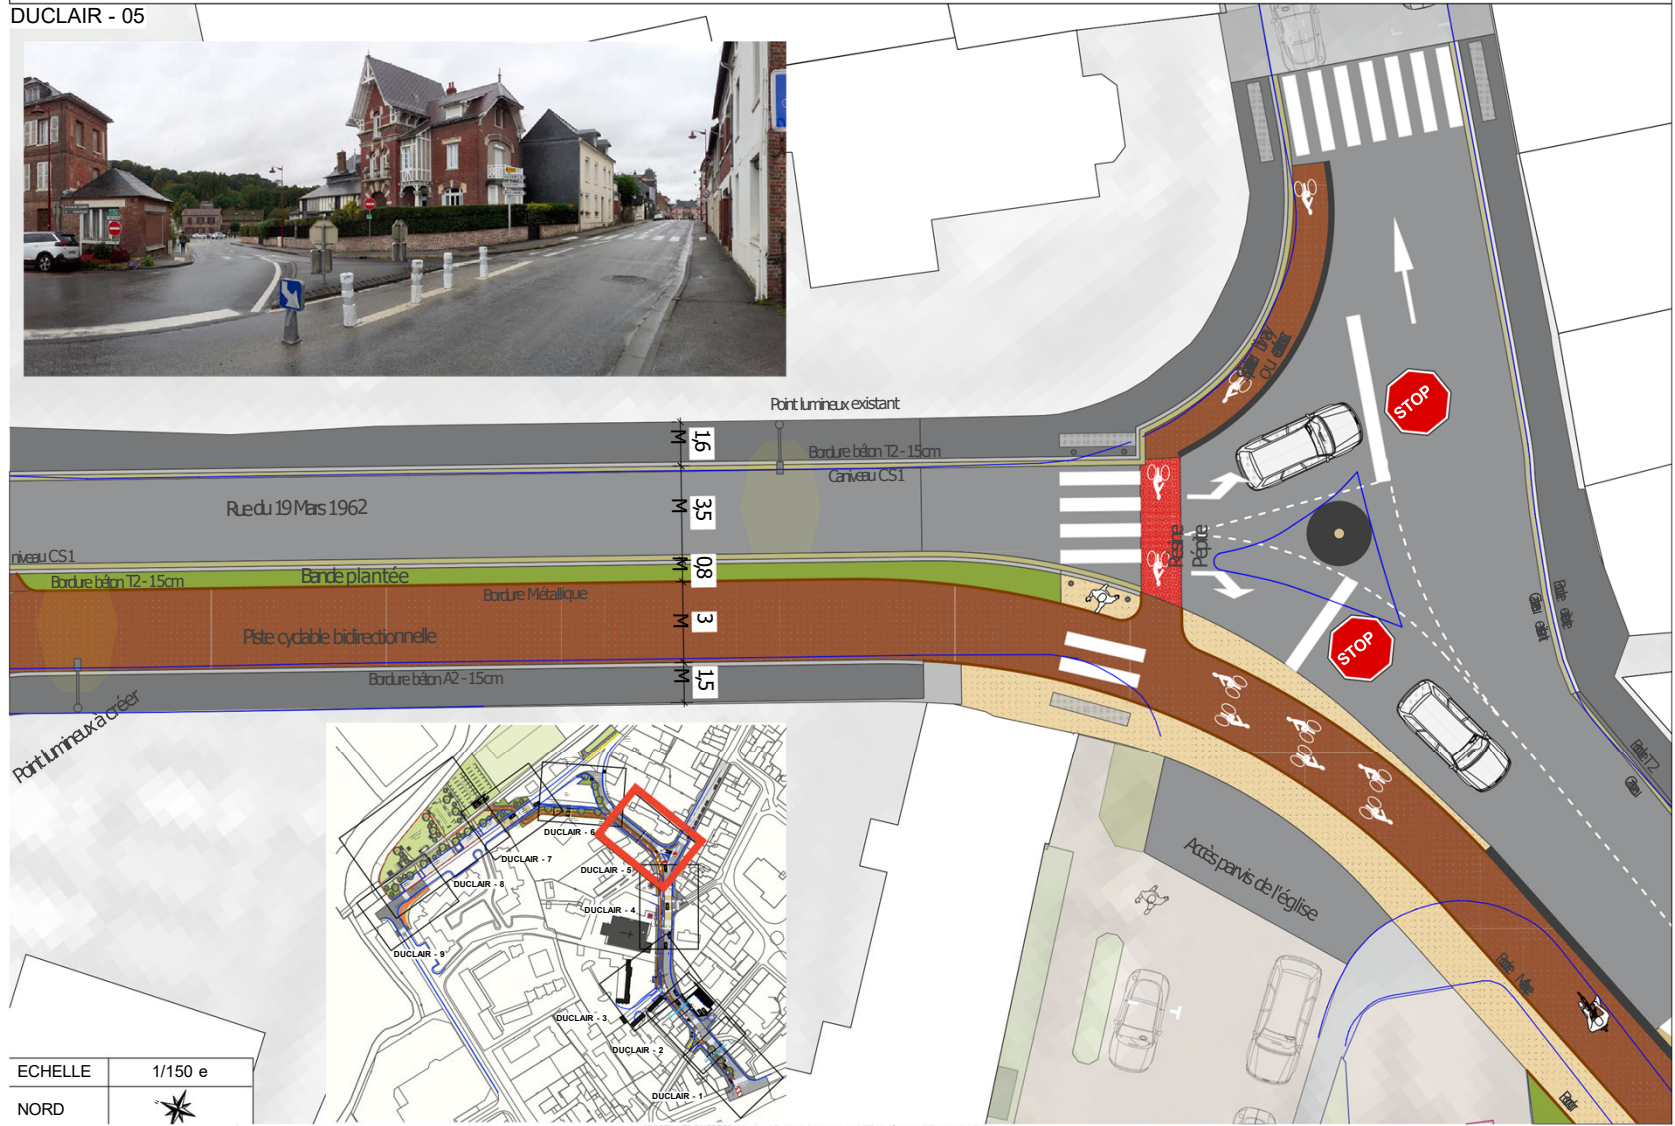 DUCLAIR - 05
Point lumineux existant
Bordure béton T2 - 15cm
Caniveau CS1
1,6
M
3,5
M
0,8
M
3
M
1,5
Rue du 19 Mars 1962
niveau CS1
Bordure béton T2 - 15cm
Bande plantée
Bordure Métallique
Piste cyclable bidirectionnelle
Bordure béton A2 - 15cm
Point lumineux à créer
Résine
Pépite
STOP
STOP
Accès parvis de l'église
DUCLAIR - 6
DUCLAIR - 7
DUCLAIR - 5
DUCLAIR - 8
DUCLAIR - 4
DUCLAIR - 9
DUCLAIR - 3
DUCLAIR - 2
DUCLAIR - 1
ECHELLE 1/150 e
NORD